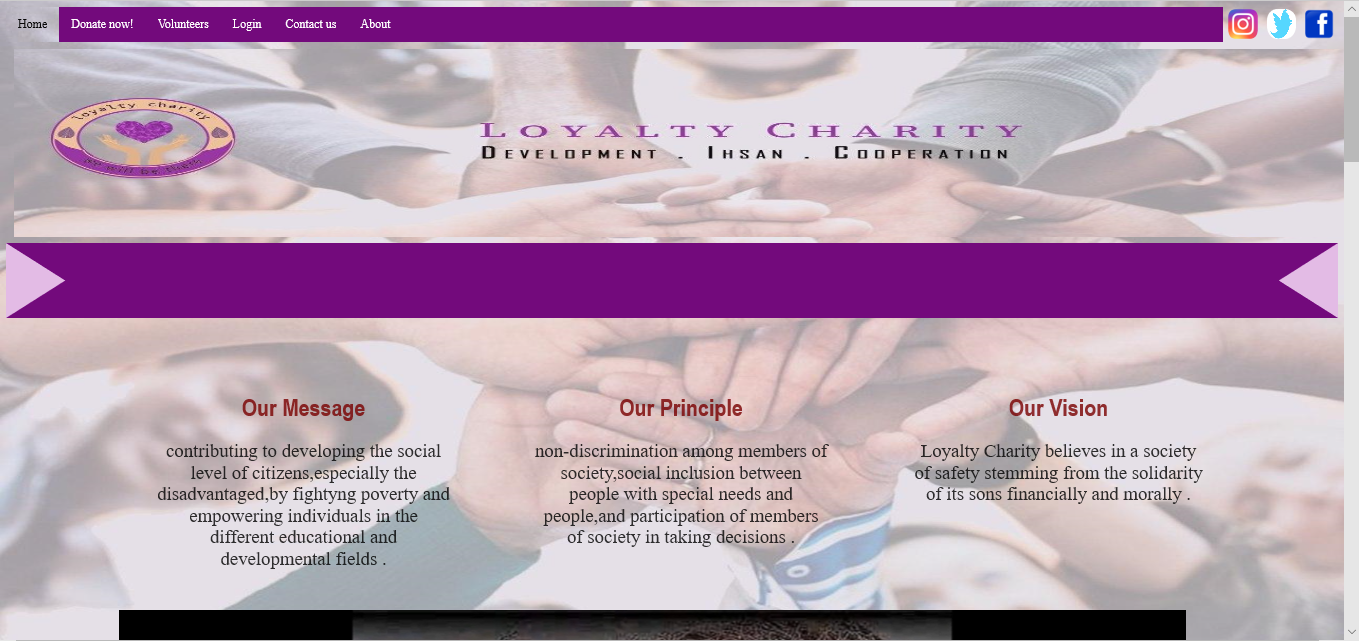 Home Donate now! Volunteers Login Contact us About
loyalty charity
LOYALTY CHARITY
DEVELOPMENT . IHSAN . COOPERATION
Our Message
contributing to developing the social
level of citizens,especially the
disadvantaged,by fightyng poverty and
empowering individuals in the
different educational and
developmental fields .
Our Principle
non-discrimination among members of
society,social inclusion between
people with special needs and
people,and participation of members
of society in taking decisions .
Our Vision
Loyalty Charity believes in a society
of safety stemming from the solidarity
of its sons financially and morally .